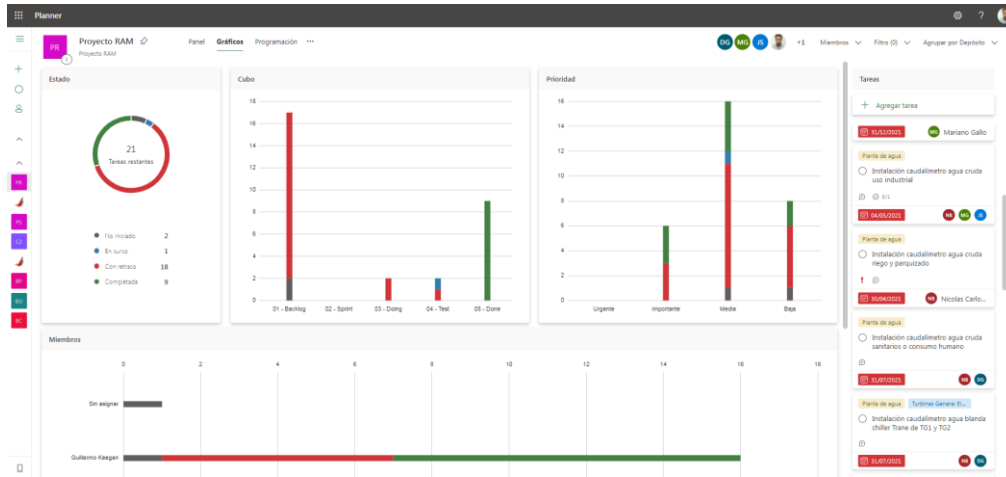 Planner
?
PR
Proyecto RAM
Proyecto RAM
Panel
Gráficos
Programación
DG
MG
JS
+1
Miembros
Filtro (0)
Agrupar por Depósito
Estado
21
Tareas restantes
No iniciado 2
En curso 1
Con retraso 18
Completada 9
Cubo
18
16
14
12
10
8
6
4
2
0
01 - Backlog
02 - Sprint
03 - Doing
04 - Test
05 - Done
Prioridad
16
14
12
10
8
6
4
2
0
Urgente
Importante
Media
Baja
Miembros
0 2 4 6 8 10 12 14 16 18
Sin asignar
Guillermo Keegan
Tareas
+ Agregar tarea
31/12/2021
MG
Mariano Gallo
Planta de agua
Instalación caudalímetro agua cruda
uso industrial
04/05/2021
NB
MG
JS
Planta de agua
Instalación caudalímetro agua cruda
riego y parquizado
30/04/2021
NB
Nicolas Carlo...
Planta de agua
Instalación caudalímetro agua cruda
sanitarios o consumo humano
31/07/2021
NB
DG
Planta de agua
Turbinas General El...
Instalación caudalímetro agua blanda
chiller Trane de TG1 y TG2
31/07/2021
NB
DG